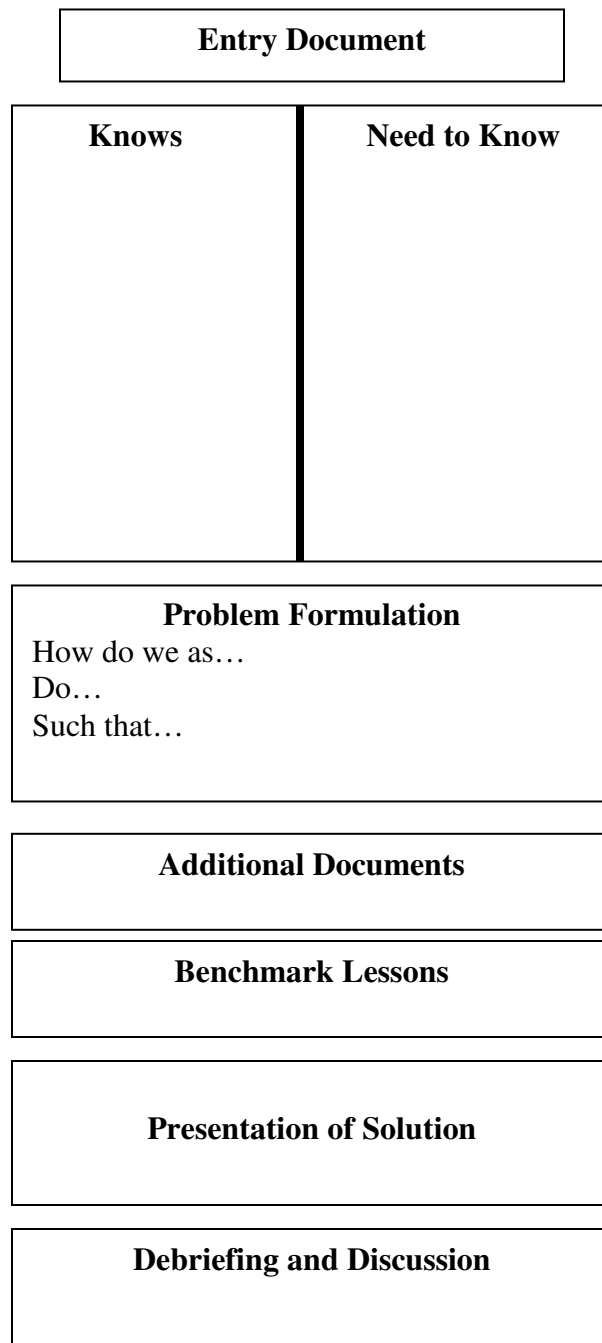 Entry Document
Knows
Need to Know
Problem Formulation
How do we as…
Do…
Such that…
Additional Documents
Benchmark Lessons
Presentation of Solution
Debriefing and Discussion